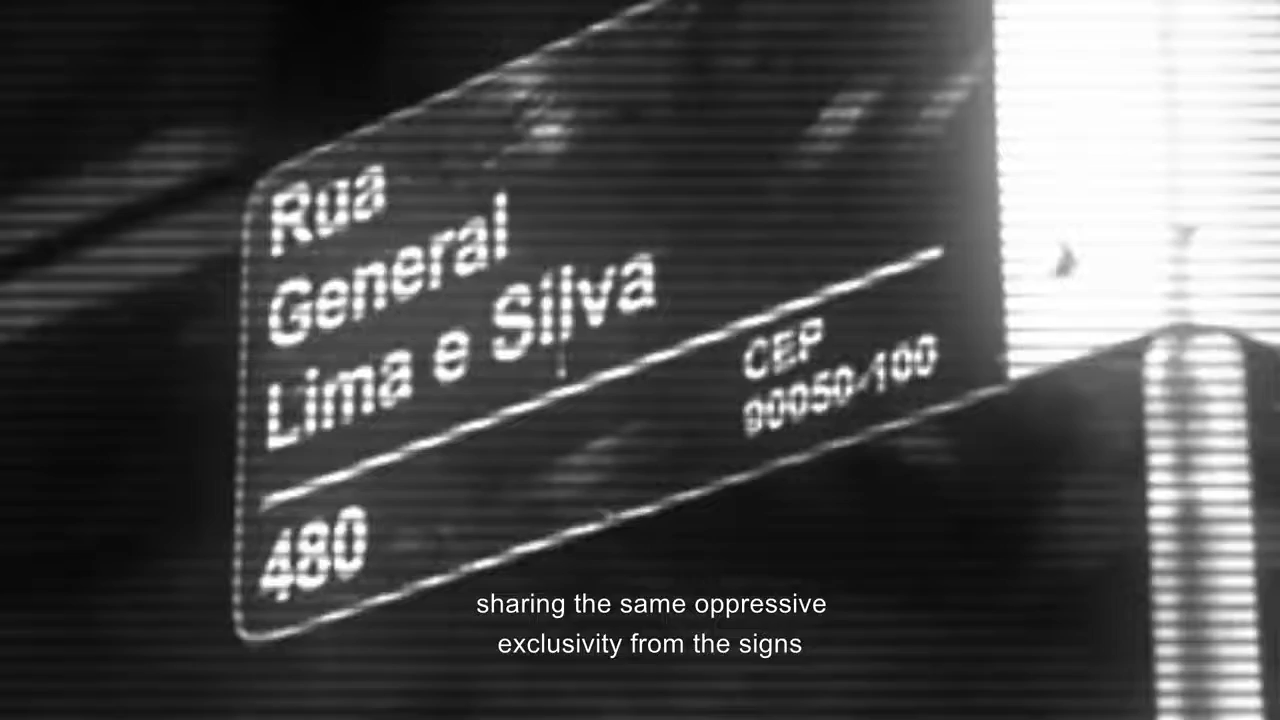 Rua
General
Lima e Silva
CEP
90050-100
480
sharing the same oppressive
exclusivity from the signs